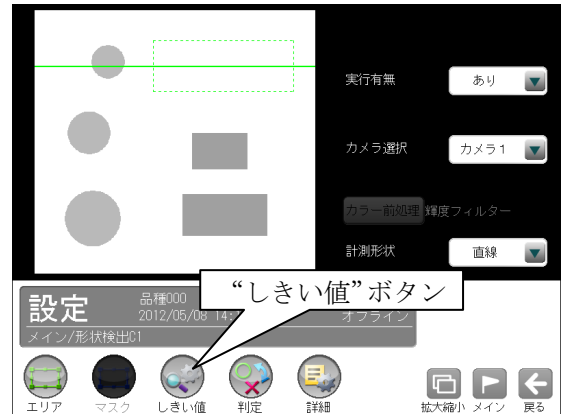 実行有無 あり
カメラ選択 カメラ1
カラー前処理 輝度フィルター
計測形状 直線
“しきい値”ボタン
設定 品種000
2012/05/08 14: オフライン
メイン/形状検出01
エリア マスク しきい値 判定 詳細 拡大縮小 メイン 戻る